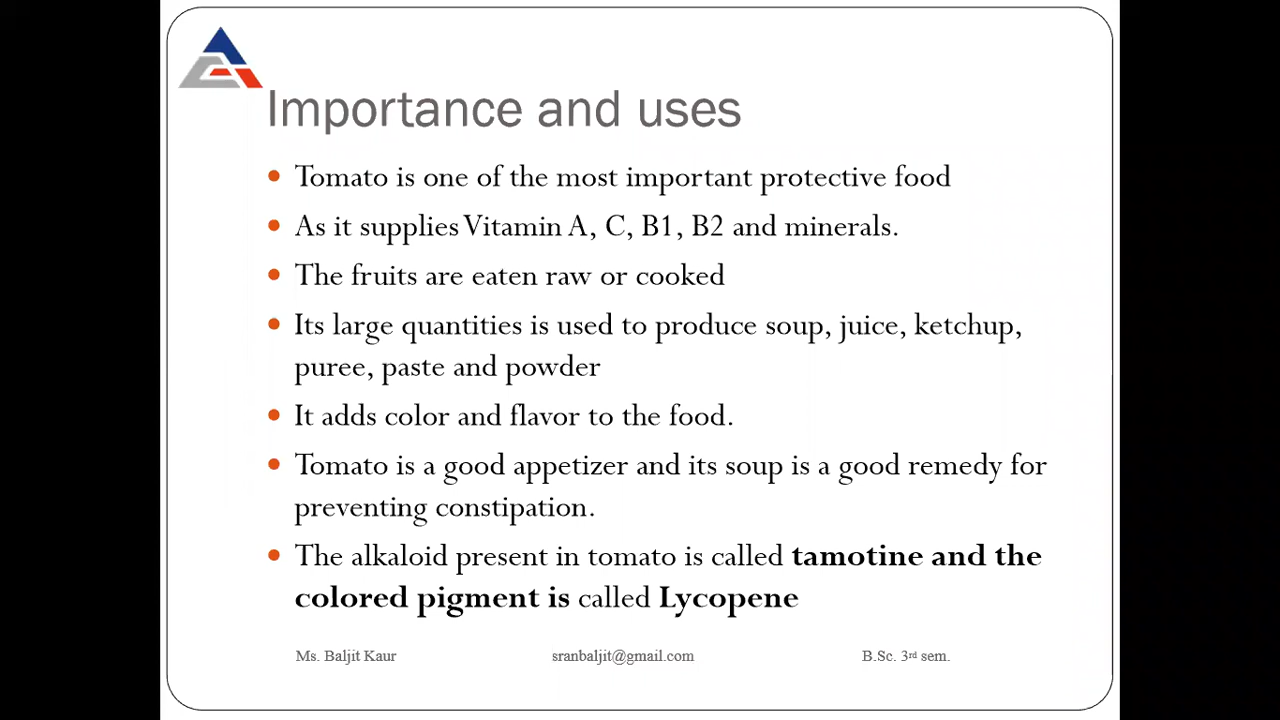 Importance and uses
Tomato is one of the most important protective food
As it supplies Vitamin A, C, B1, B2 and minerals.
The fruits are eaten raw or cooked
Its large quantities is used to produce soup, juice, ketchup,
puree, paste and powder
It adds color and flavor to the food.
Tomato is a good appetizer and its soup is a good remedy for
preventing constipation.
The alkaloid present in tomato is called tamotine and the
colored pigment is called Lycopene
Ms. Baljit Kaur sranbaljit@gmail.com B.Sc. 3rd sem.